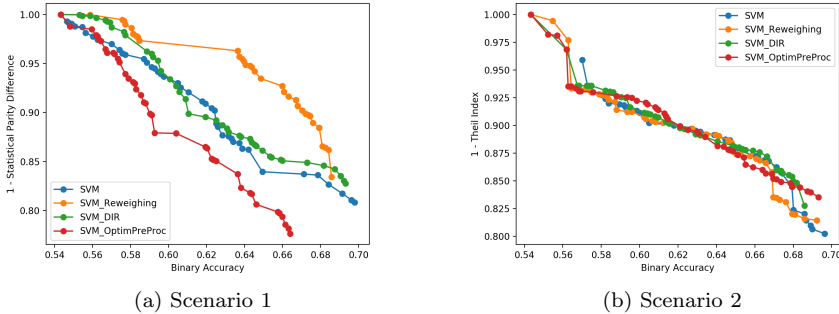 1.00
0.95
0.90
0.85
0.80
1 - Statistical Parity Difference
SVM
SVM_Reweighing
SVM_DIR
SVM_OptimPreProc
0.54 0.56 0.58 0.60 0.62 0.64 0.66 0.68 0.70
Binary Accuracy
(a) Scenario 1
1.000
0.975
0.950
0.925
0.900
0.875
0.850
0.825
0.800
1 - Theil Index
SVM
SVM_Reweighing
SVM_DIR
SVM_OptimPreProc
0.54 0.56 0.58 0.60 0.62 0.64 0.66 0.68 0.70
Binary Accuracy
(b) Scenario 2